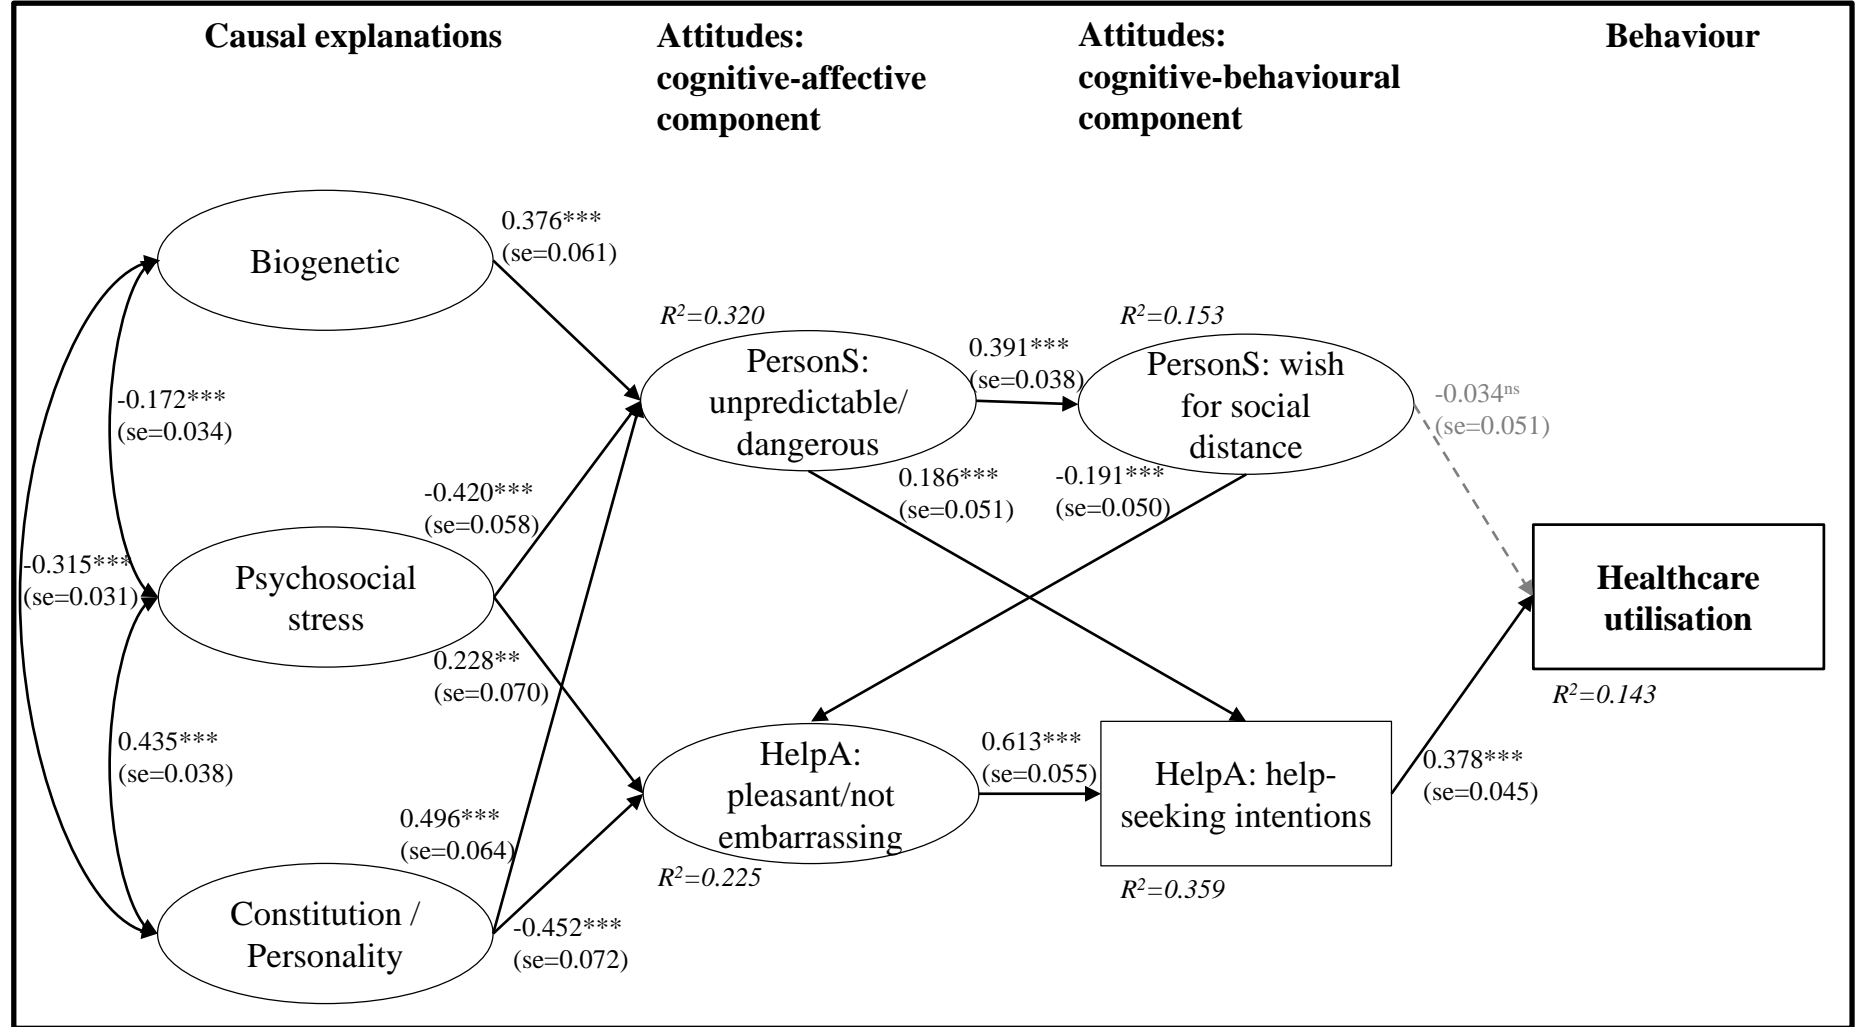 Causal explanations
Attitudes:
cognitive-affective
component
Attitudes:
cognitive-behavioural
component
Behaviour
Biogenetic
0.376***
(se=0.061)
-0.172***
(se=0.034)
-0.315***
(se=0.031)
Psychosocial
stress
-0.420***
(se=0.058)
0.228**
(se=0.070)
0.435***
(se=0.038)
Constitution /
Personality
0.496***
(se=0.064)
-0.452***
(se=0.072)
R²=0.320
PersonS:
unpredictable/
dangerous
0.391***
(se=0.038)
0.186***
(se=0.051)
R²=0.153
PersonS: wish
for social
distance
-0.191***
(se=0.050)
-0.034ⁿˢ
(se=0.051)
HelpA:
pleasant/not
embarrassing
R²=0.225
0.613***
(se=0.055)
HelpA: help-
seeking intentions
R²=0.359
0.378***
(se=0.045)
Healthcare
utilisation
R²=0.143